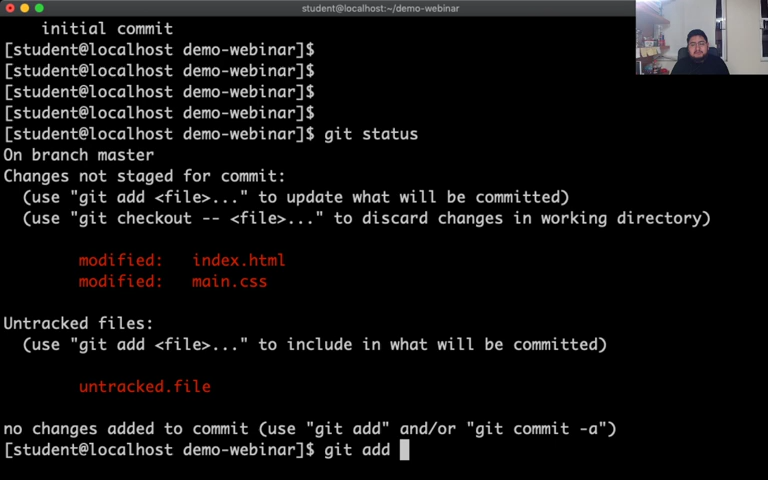 student@localhost:~/demo-webinar
initial commit
[student@localhost demo-webinar]$
[student@localhost demo-webinar]$
[student@localhost demo-webinar]$
[student@localhost demo-webinar]$
[student@localhost demo-webinar]$ git status
On branch master
Changes not staged for commit:
(use "git add <file>..." to update what will be committed)
(use "git checkout -- <file>..." to discard changes in working directory)
modified: index.html
modified: main.css
Untracked files:
(use "git add <file>..." to include in what will be committed)
untracked.file
no changes added to commit (use "git add" and/or "git commit -a")
[student@localhost demo-webinar]$ git add